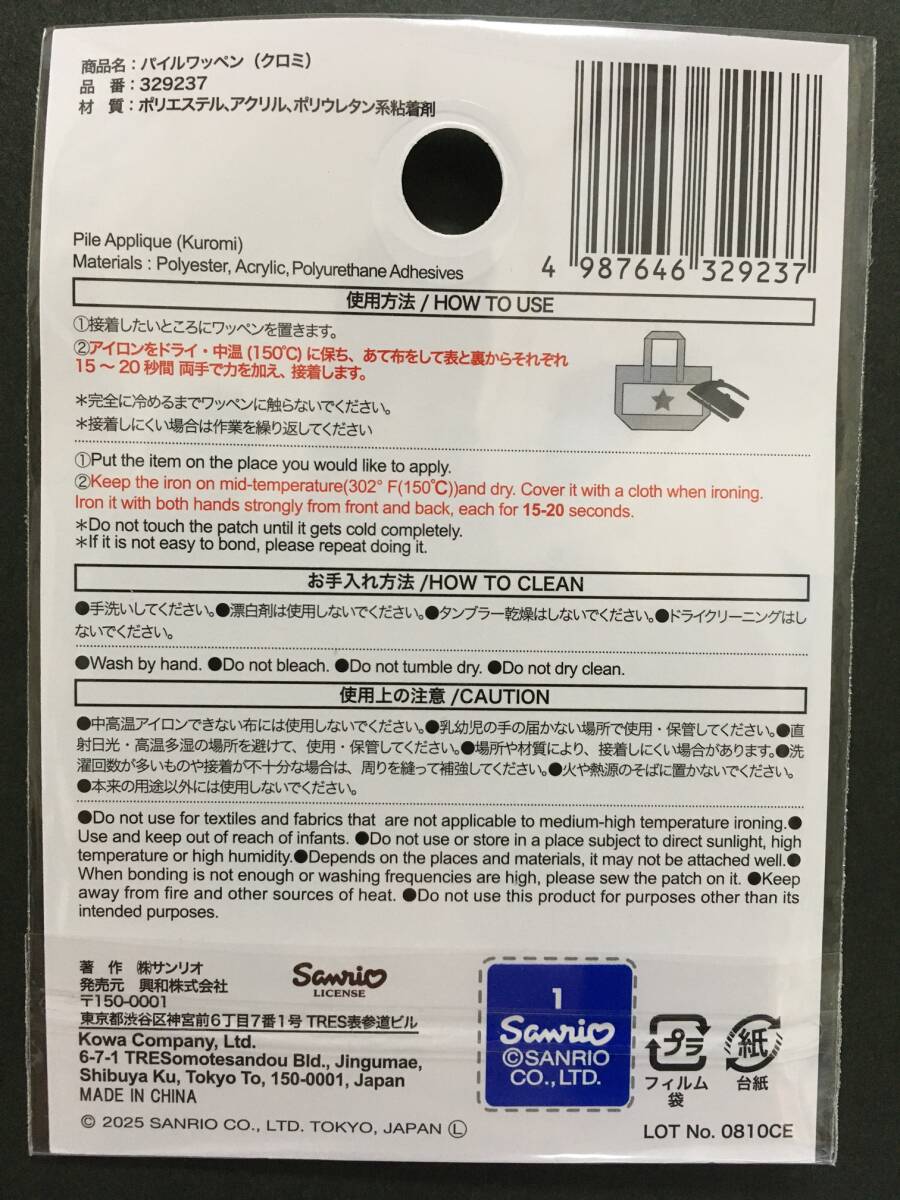 商品名：パイルワッペン（クロミ）
品　番：329237
材　質：ポリエステル、アクリル、ポリウレタン系粘着剤
Pile Applique (Kuromi)
Materials : Polyester, Acrylic, Polyurethane Adhesives
4 987646 329237
使用方法 / HOW TO USE
①接着したいところにワッペンを置きます。
②アイロンをドライ・中温 (150℃) に保ち、あて布をして表と裏からそれぞれ
15 ～ 20 秒間 両手で力を加え、接着します。
＊完全に冷めるまでワッペンに触らないでください。
＊接着しにくい場合は作業を繰り返してください
①Put the item on the place you would like to apply.
②Keep the iron on mid-temperature(302° F(150℃))and dry. Cover it with a cloth when ironing.
Iron it with both hands strongly from front and back, each for 15-20 seconds.
＊Do not touch the patch until it gets cold completely.
＊If it is not easy to bond, please repeat doing it.
お手入れ方法 /HOW TO CLEAN
●手洗いしてください。●漂白剤は使用しないでください。●タンブラー乾燥はしないでください。●ドライクリーニングはし
ないでください。
●Wash by hand. ●Do not bleach. ●Do not tumble dry. ●Do not dry clean.
使用上の注意 /CAUTION
●中高温アイロンできない布には使用しないでください。●乳幼児の手の届かない場所で使用・保管してください。●直
射日光・高温多湿の場所を避けて、使用・保管してください。●場所や材質により、接着しにくい場合があります。●洗
濯回数が多いものや接着が不十分な場合は、周りを縫って補強してください。●火や熱源のそばに置かないでください。
●本来の用途以外には使用しないでください。
●Do not use for textiles and fabrics that are not applicable to medium-high temperature ironing.●
Use and keep out of reach of infants. ●Do not use or store in a place subject to direct sunlight, high
temperature or high humidity.●Depends on the places and materials, it may not be attached well.●
When bonding is not enough or washing frequencies are high, please sew the patch on it. ●Keep
away from fire and other sources of heat. ●Do not use this product for purposes other than its
intended purposes.
著　作　㈱サンリオ
発売元　興和株式会社
〒150-0001
東京都渋谷区神宮前6丁目7番1号 TRES表参道ビル
Kowa Company, Ltd.
6-7-1 TRESomotesandou Bld., Jingumae,
Shibuya Ku, Tokyo To, 150-0001, Japan
MADE IN CHINA
© 2025 SANRIO CO., LTD. TOKYO, JAPAN Ⓛ
Sanrio
LICENSE
1
Sanrio
©SANRIO
CO., LTD.
プラ
フィルム
袋
紙
台紙
LOT No. 0810CE